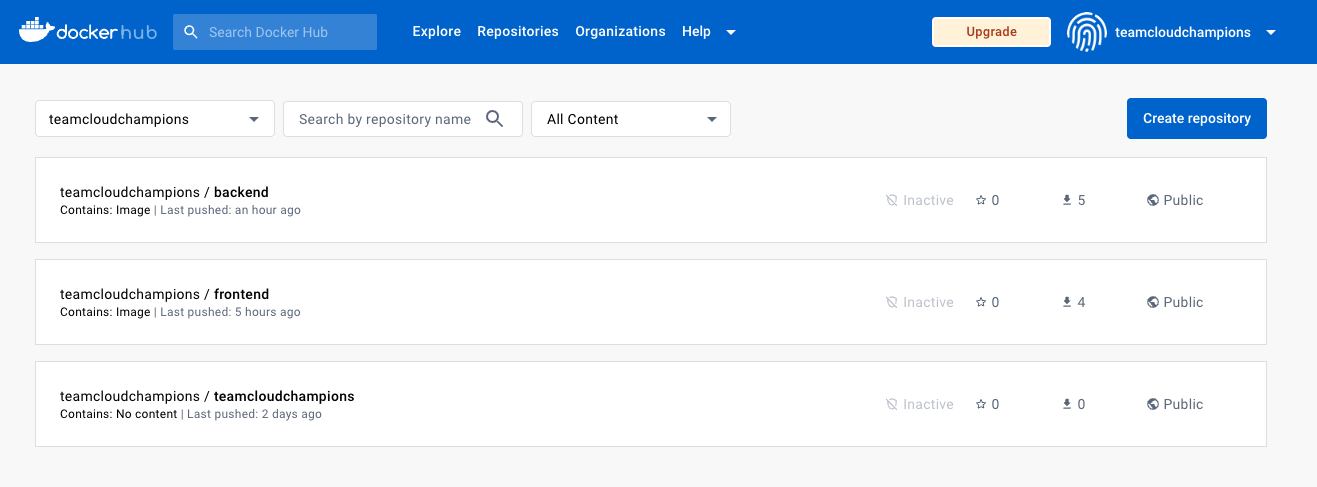 dockerhub Search Docker Hub Explore Repositories Organizations Help Upgrade teamcloudchampions
teamcloudchampions Search by repository name All Content Create repository
teamcloudchampions / backend
Contains: Image | Last pushed: an hour ago
Inactive 0 5 Public
teamcloudchampions / frontend
Contains: Image | Last pushed: 5 hours ago
Inactive 0 4 Public
teamcloudchampions / teamcloudchampions
Contains: No content | Last pushed: 2 days ago
Inactive 0 0 Public